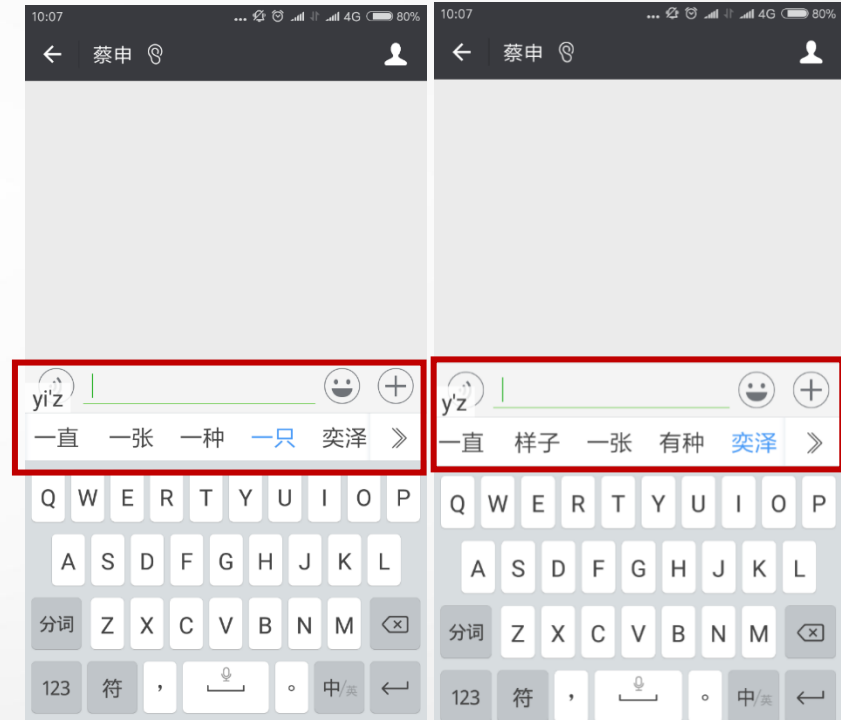 10:07 ... 4G 80%
蔡申
yi'z
一直 一张 一种 一只 奕泽
Q W E R T Y U I O P
A S D F G H J K L
分词 Z X C V B N M
123 符 , 。 中/英
10:07 ... 4G 80%
蔡申
y'z
一直 样子 一张 有种 奕泽
Q W E R T Y U I O P
A S D F G H J K L
分词 Z X C V B N M
123 符 , 。 中/英